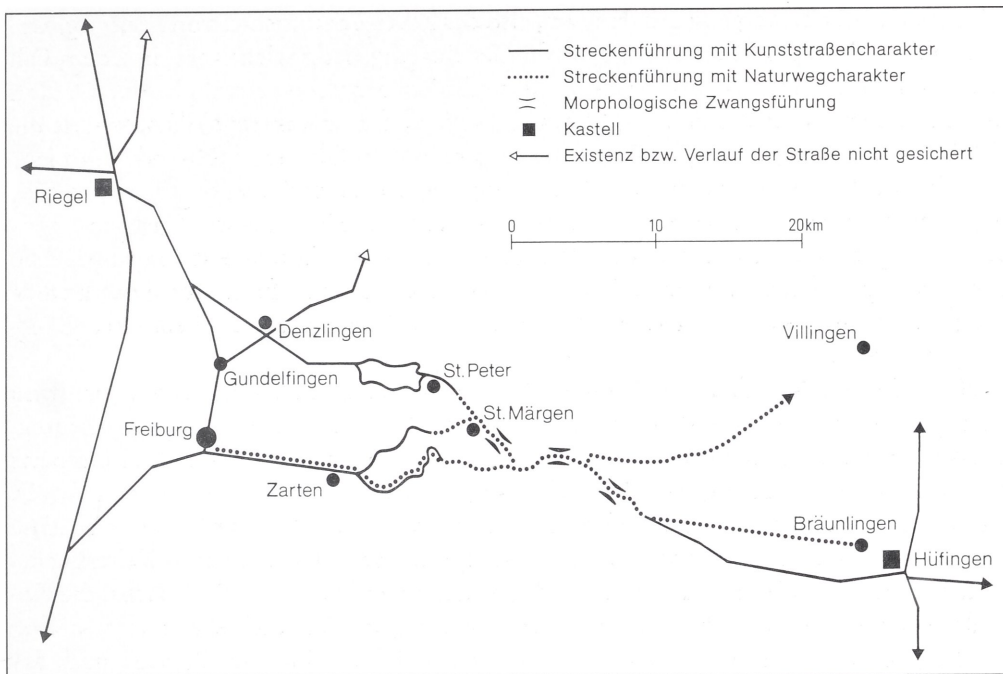 Streckenführung mit Kunststraßencharakter
Streckenführung mit Naturwegcharakter
Morphologische Zwangsführung
Kastell
Existenz bzw. Verlauf der Straße nicht gesichert
0 10 20km
Riegel
Denzlingen
Villingen
Gundelfingen
St. Peter
St. Märgen
Freiburg
Zarten
Bräunlingen
Hüfingen